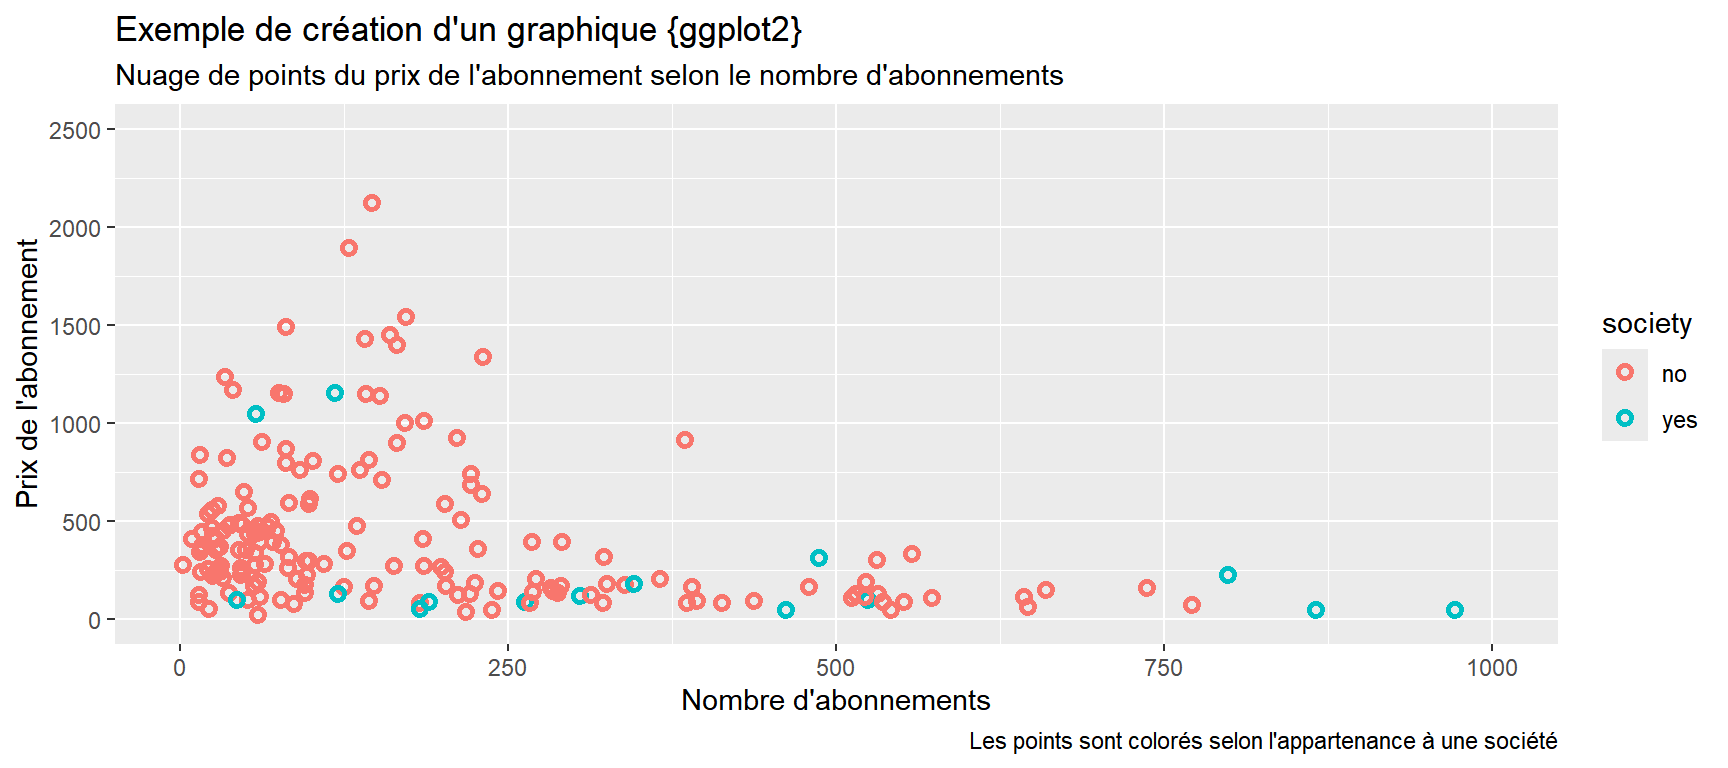 Exemple de création d'un graphique {ggplot2}
Nuage de points du prix de l'abonnement selon le nombre d'abonnements
Prix de l'abonnement
2500
2000
1500
1000
500
0
0 250 500 750 1000
Nombre d'abonnements
society
no
yes
Les points sont colorés selon l'appartenance à une société